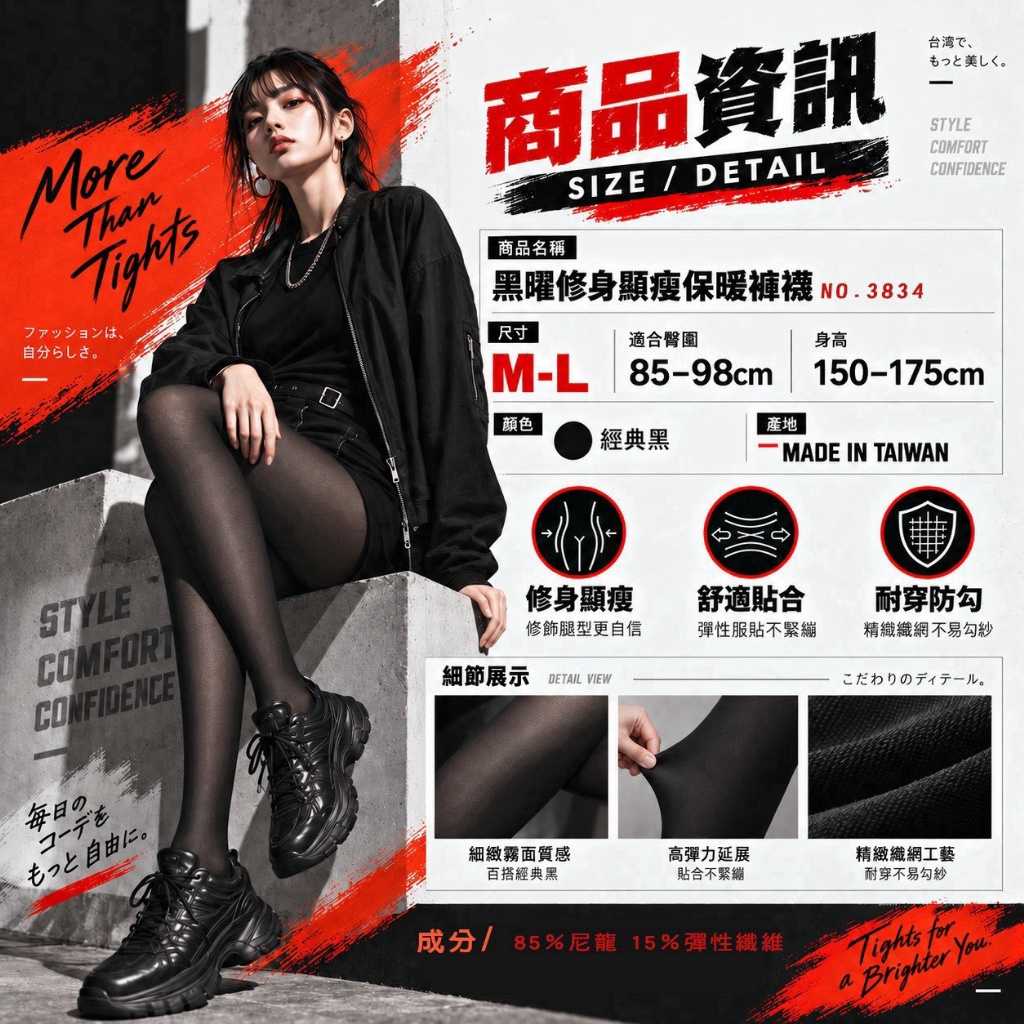 More
Than
Tights
ファッションは、
自分らしさ。
STYLE
COMFORT
CONFIDENCE
毎日の
コーデを
もっと自由に。
商品資訊
SIZE / DETAIL
台湾で、
もっと美しく。
STYLE
COMFORT
CONFIDENCE
商品名稱
黑曜修身顯瘦保暖褲襪 NO.3834
尺寸
M-L
適合臀圍
85-98cm
身高
150-175cm
顏色
經典黑
產地
MADE IN TAIWAN
修身顯瘦
修飾腿型更自信
舒適貼合
彈性服貼不緊繃
耐穿防勾
精織織網不易勾紗
細節展示 DETAIL VIEW
こだわりのディテール。
細緻霧面質感
百搭經典黑
高彈力延展
貼合不緊繃
精緻織網工藝
耐穿不易勾紗
成分/ 85%尼龍 15%彈性纖維
Tights for
a Brighter You.